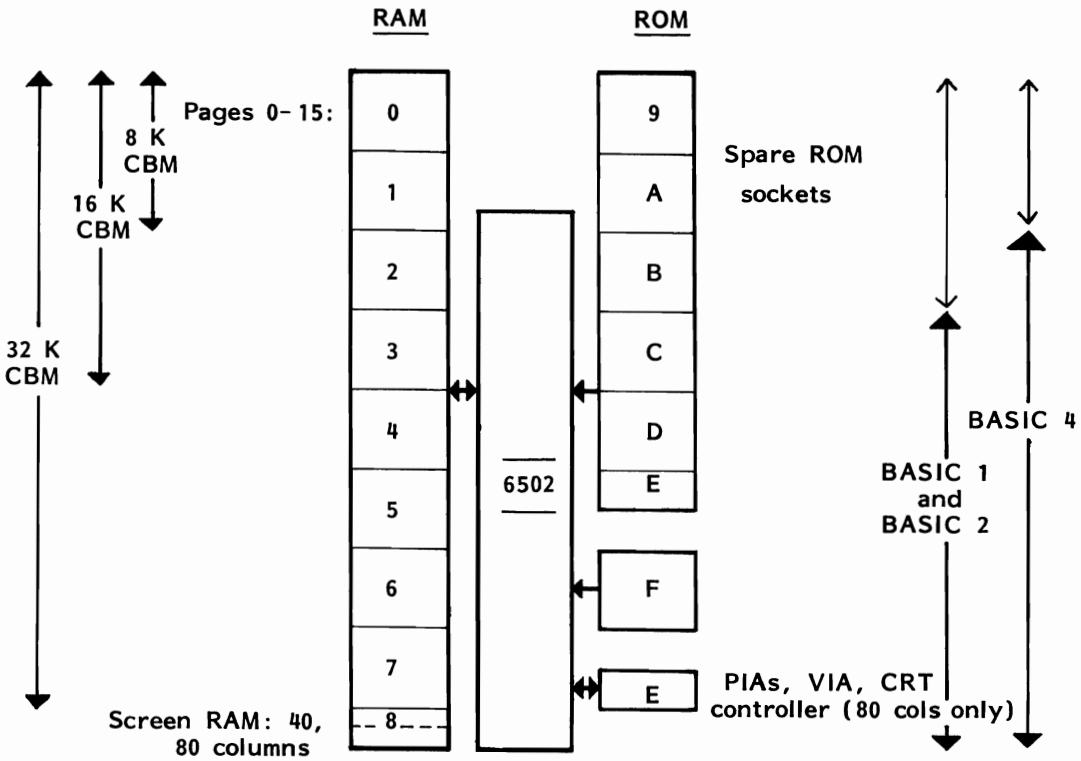 RAM
ROM
Pages 0-15:
0
1
2
3
4
5
6
7
8
8 K
CBM
16 K
CBM
32 K
CBM
Screen RAM: 40,
80 columns
6502
9
A
B
C
D
E
F
E
Spare ROM
sockets
PIAs, VIA, CRT
controller (80 cols only)
BASIC 1
and
BASIC 2
BASIC 4